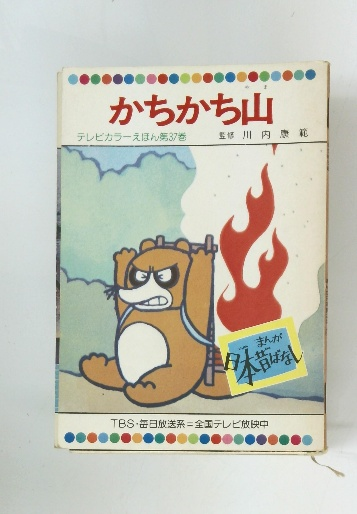 かちかち山
やま
テレビカラーえほん第37巻
監修 川内康範
まんが
日本昔ばなし
TBS・毎日放送系=全国テレビ放映中